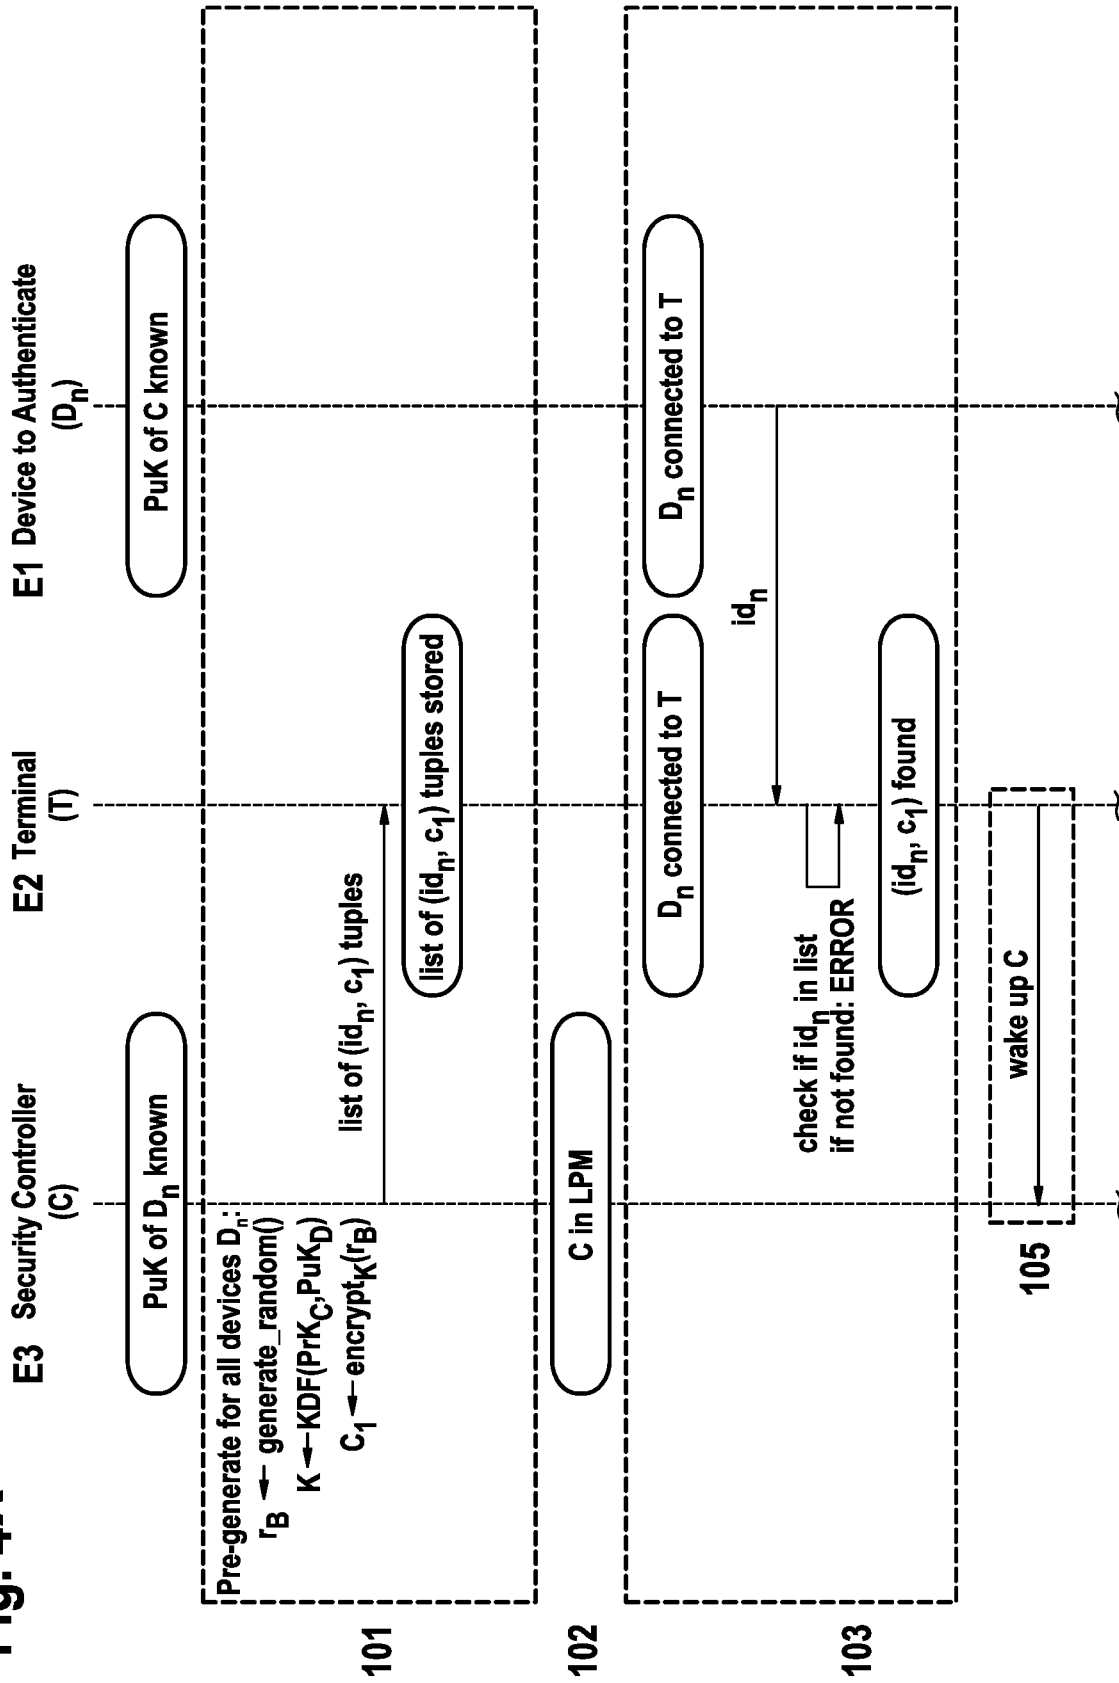 Fig. 4A
E3 Security Controller
(C)
E2 Terminal
(T)
E1 Device to Authenticate
(Dn)
PuK of Dn known
PuK of C known
101
Pre-generate for all devices Dn:
rB ← generate_random()
K ← KDF(PrKC,PuKD)
C1 ← encryptK(rB)
list of (idn, c1) tuples
list of (idn, c1) tuples stored
102
C in LPM
103
Dn connected to T
Dn connected to T
idn
check if idn in list
if not found: ERROR
(idn, c1) found
105
wake up C